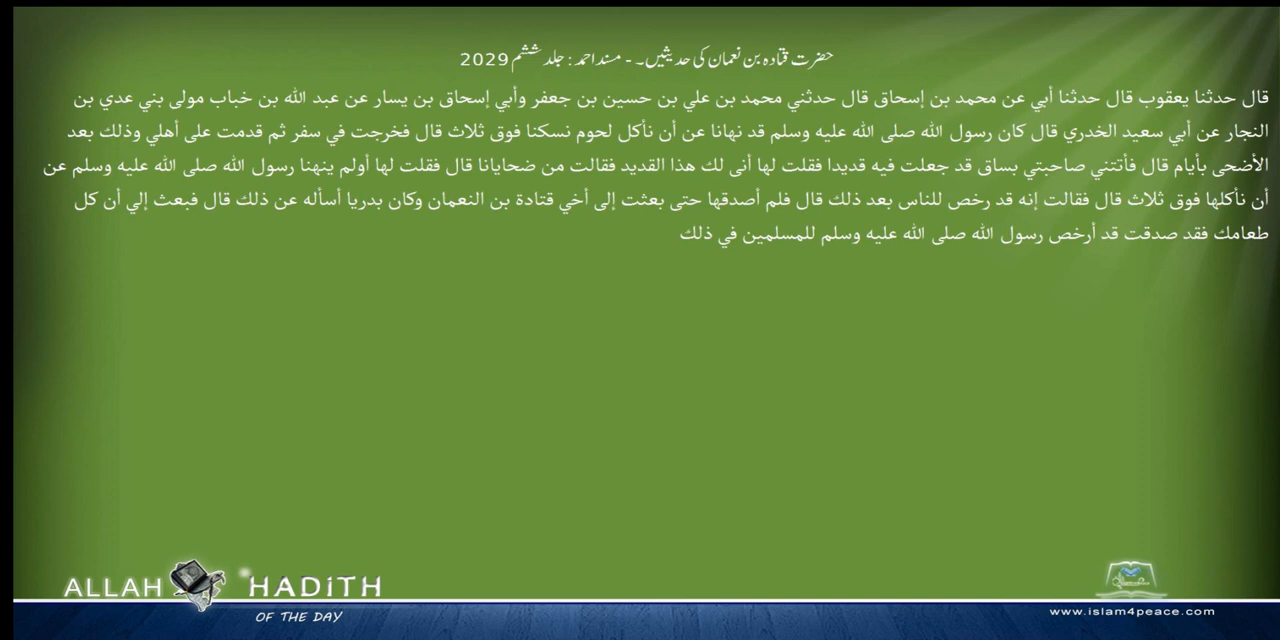 حضرت قتادہ بن نعمان کی حدیثیں۔ - مسند احمد : جلد ششم 2029
قال حدثنا يعقوب قال حدثنا أبي عن محمد بن إسحاق قال حدثني محمد بن علي بن حسين بن جعفر وأبي إسحاق بن يسار عن عبد الله بن خباب مولى بني عدي بن
النجار عن أبي سعيد الخدري قال كان رسول الله صلى الله عليه وسلم قد نهانا عن أن نأكل لحوم نسكنا فوق ثلاث قال فخرجت في سفر ثم قدمت على أهلي وذلك بعد
الأضحى بأيام قال فأتتني صاحبتي بساق قد جعلت فيه قديدا فقلت لها أنى لك هذا القديد فقالت من ضحايانا قال فقلت لها أولم ينهنا رسول الله صلى الله عليه وسلم عن
أن نأكلها فوق ثلاث قال فقالت إنه قد رخص للناس بعد ذلك قال فلم أصدقها حتى بعثت إلى أخي قتادة بن النعمان وكان بدريا أسأله عن ذلك قال فبعث إلي أن كل
طعامك فقد صدقت قد أرخص رسول الله صلى الله عليه وسلم للمسلمين في ذلك
ALLAH HADITH
OF THE DAY
www.islam4peace.com